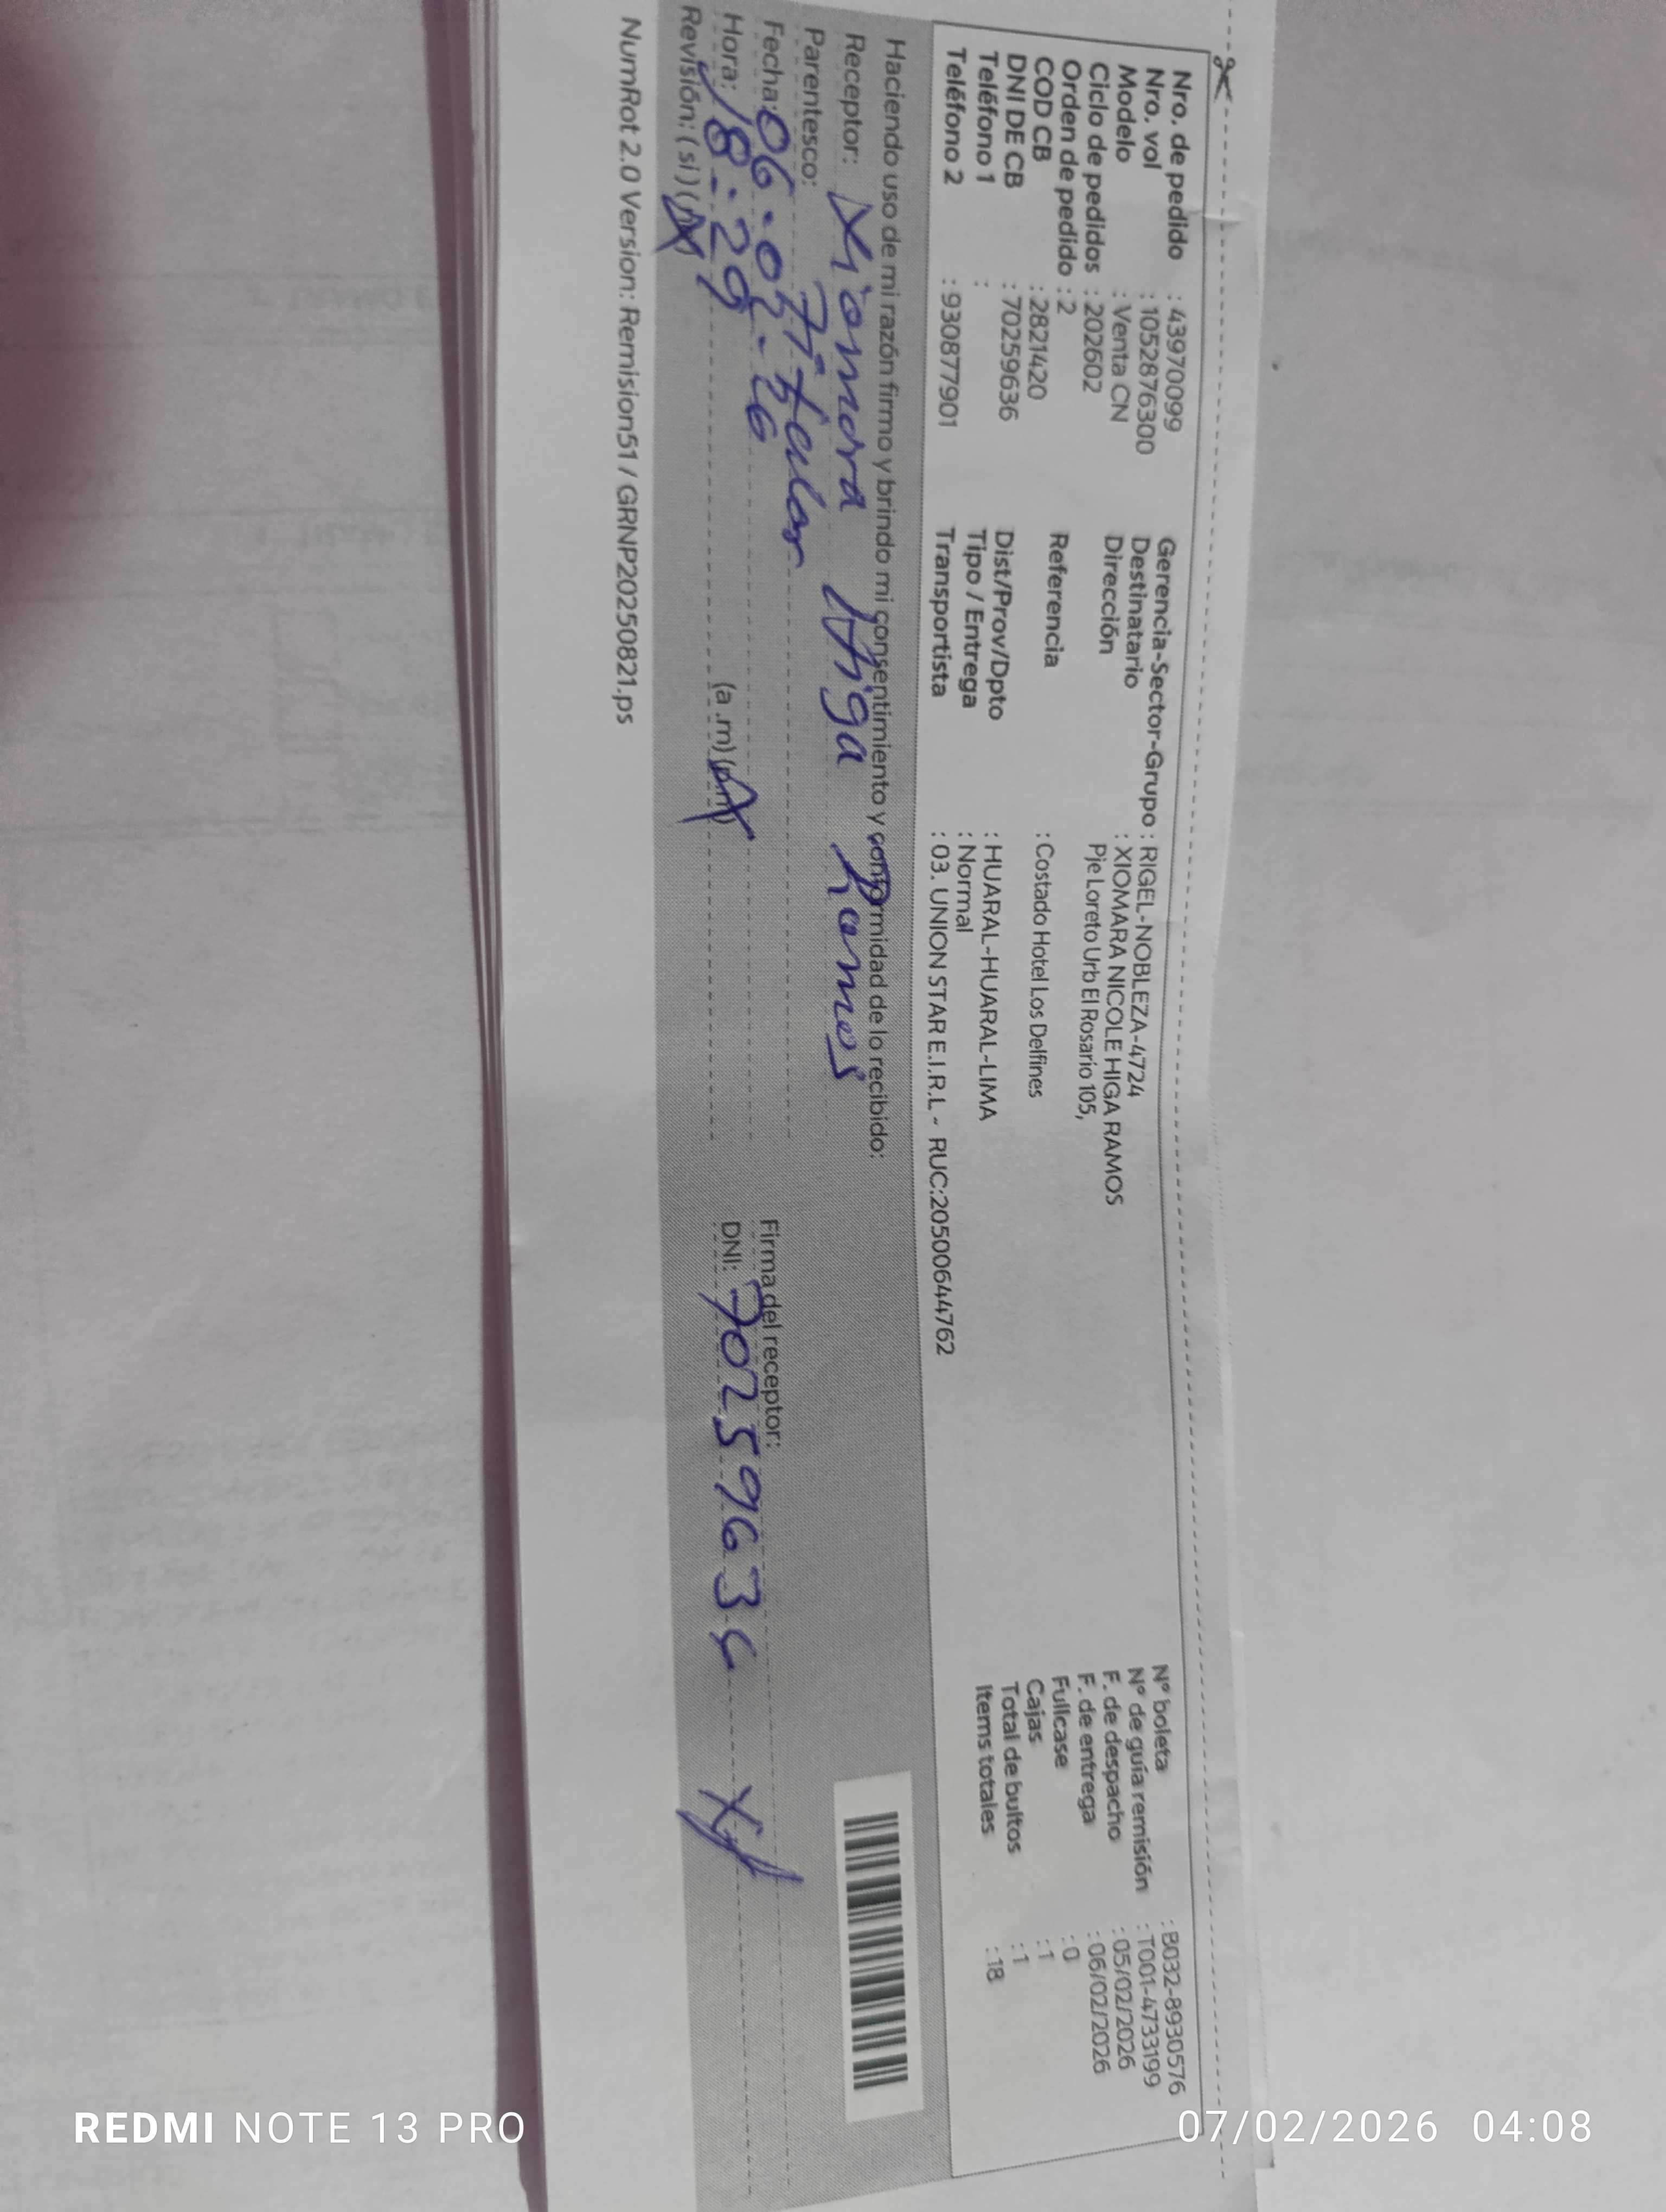 Nro. de pedido : 439700099
Nro. vol : 1052876300
Modelo : Venta CN
Ciclo de pedidos : 202602
Orden de pedido : 2
COD CB : 2821420
DNI DE CB : 70259636
Teléfono 1 :
Teléfono 2 : 930877901
Gerencia-Sector-Grupo : RIGEL-NOBLEZA-4724
Destinatario : XIOMARA NICOLE HIGA RAMOS
Dirección Pje Loreto Urb El Rosario 105,
Referencia : Costado Hotel Los Delfines
Dist/Prov/Dpto : HUARAL-HUARAL-LIMA
Tipo / Entrega : Normal
Transportista : 03. UNION STAR E.I.R.L - RUC:20500644762
N° boleta : B032-8930576
N° de guía remisión : T001-4733199
F. de despacho : 05/02/2026
F. de entrega : 06/02/2026
Fullcase : 0
Cajas : 1
Total de bultos : 1
Items totales : 18
Haciendo uso de mi razón firmo y brindo mi consentimiento y conformidad de lo recibido:
Receptor: Xiomara Higa Ramos
Parentesco: Titular
Fecha: 06-02-26
Hora: 18:29 (a.m) (p.m)
Revisión: (si) (no)
Firma del receptor:
DNI: 70259636
NumRot 2.0 Version: Remision51 / GRNP20250821.ps
REDMI NOTE 13 PRO
07/02/2026 04:08